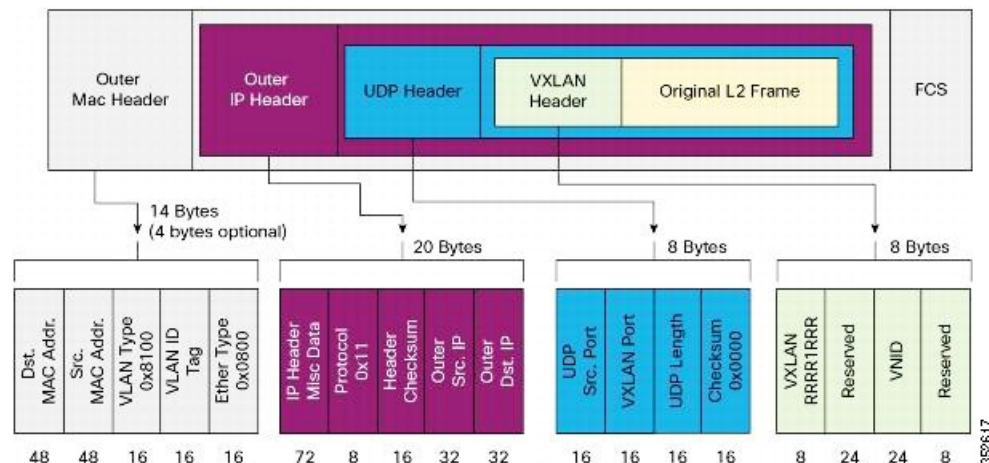 Outer
Mac Header
Outer
IP Header
UDP Header
VXLAN
Header
Original L2 Frame
FCS
14 Bytes
(4 bytes optional)
20 Bytes
8 Bytes
8 Bytes
Dst.
MAC Addr.
Src.
MAC Addr.
VLAN Type
0x8100
VLAN ID
Tag
Ether Type
0x0800
IP Header
Misc Data
Protocol
0x11
Header
Checksum
Outer
Src. IP
Outer
Dst. IP
UDP
Src. Port
VXLAN Port
UDP Length
Checksum
0x0000
VXLAN
RRRR1RRR
Reserved
VNID
Reserved
48 48 16 16 16
72 8 16 32 32
16 16 16 16
8 24 24 8
352617